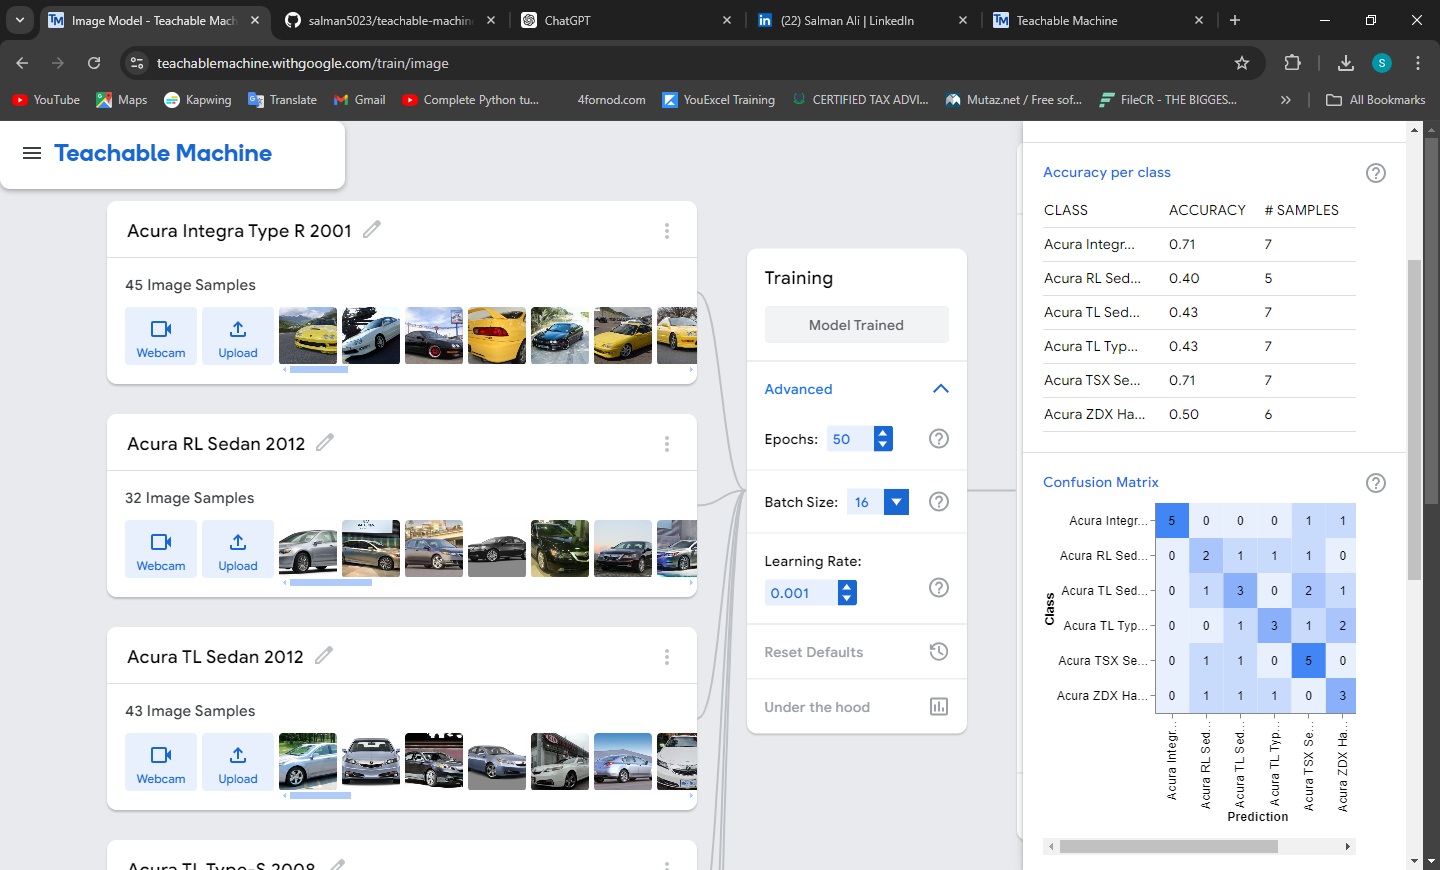 Image Model - Teachable Mach
salman5023/teachable-machin
ChatGPT
(22) Salman Ali | LinkedIn
Teachable Machine
teachablemachine.withgoogle.com/train/image
S
YouTube
Maps
Kapwing
Translate
Gmail
Complete Python tu...
4fornod.com
YouExcel Training
CERTIFIED TAX ADVI...
Mutaz.net / Free sof...
FileCR - THE BIGGES...
All Bookmarks
Teachable Machine
Acura Integra Type R 2001
45 Image Samples
Webcam
Upload
Acura RL Sedan 2012
32 Image Samples
Webcam
Upload
Acura TL Sedan 2012
43 Image Samples
Webcam
Upload
Acura TL Type-S 2008
Training
Model Trained
Advanced
Epochs: 50
Batch Size: 16
Learning Rate:
0.001
Reset Defaults
Under the hood
Accuracy per class
CLASS ACCURACY # SAMPLES
Acura Integr... 0.71 7
Acura RL Sed... 0.40 5
Acura TL Sed... 0.43 7
Acura TL Typ... 0.43 7
Acura TSX Se... 0.71 7
Acura ZDX Ha... 0.50 6
Confusion Matrix
Class
Acura Integr... 5 0 0 0 1 1
Acura RL Sed... 0 2 1 1 1 0
Acura TL Sed... 0 1 3 0 2 1
Acura TL Typ... 0 0 1 3 1 2
Acura TSX Se... 0 1 1 0 5 0
Acura ZDX Ha... 0 1 1 1 0 3
Acura Integr...
Acura RL Sed...
Acura TL Sed...
Acura TL Typ...
Acura TSX Se...
Acura ZDX Ha...
Prediction